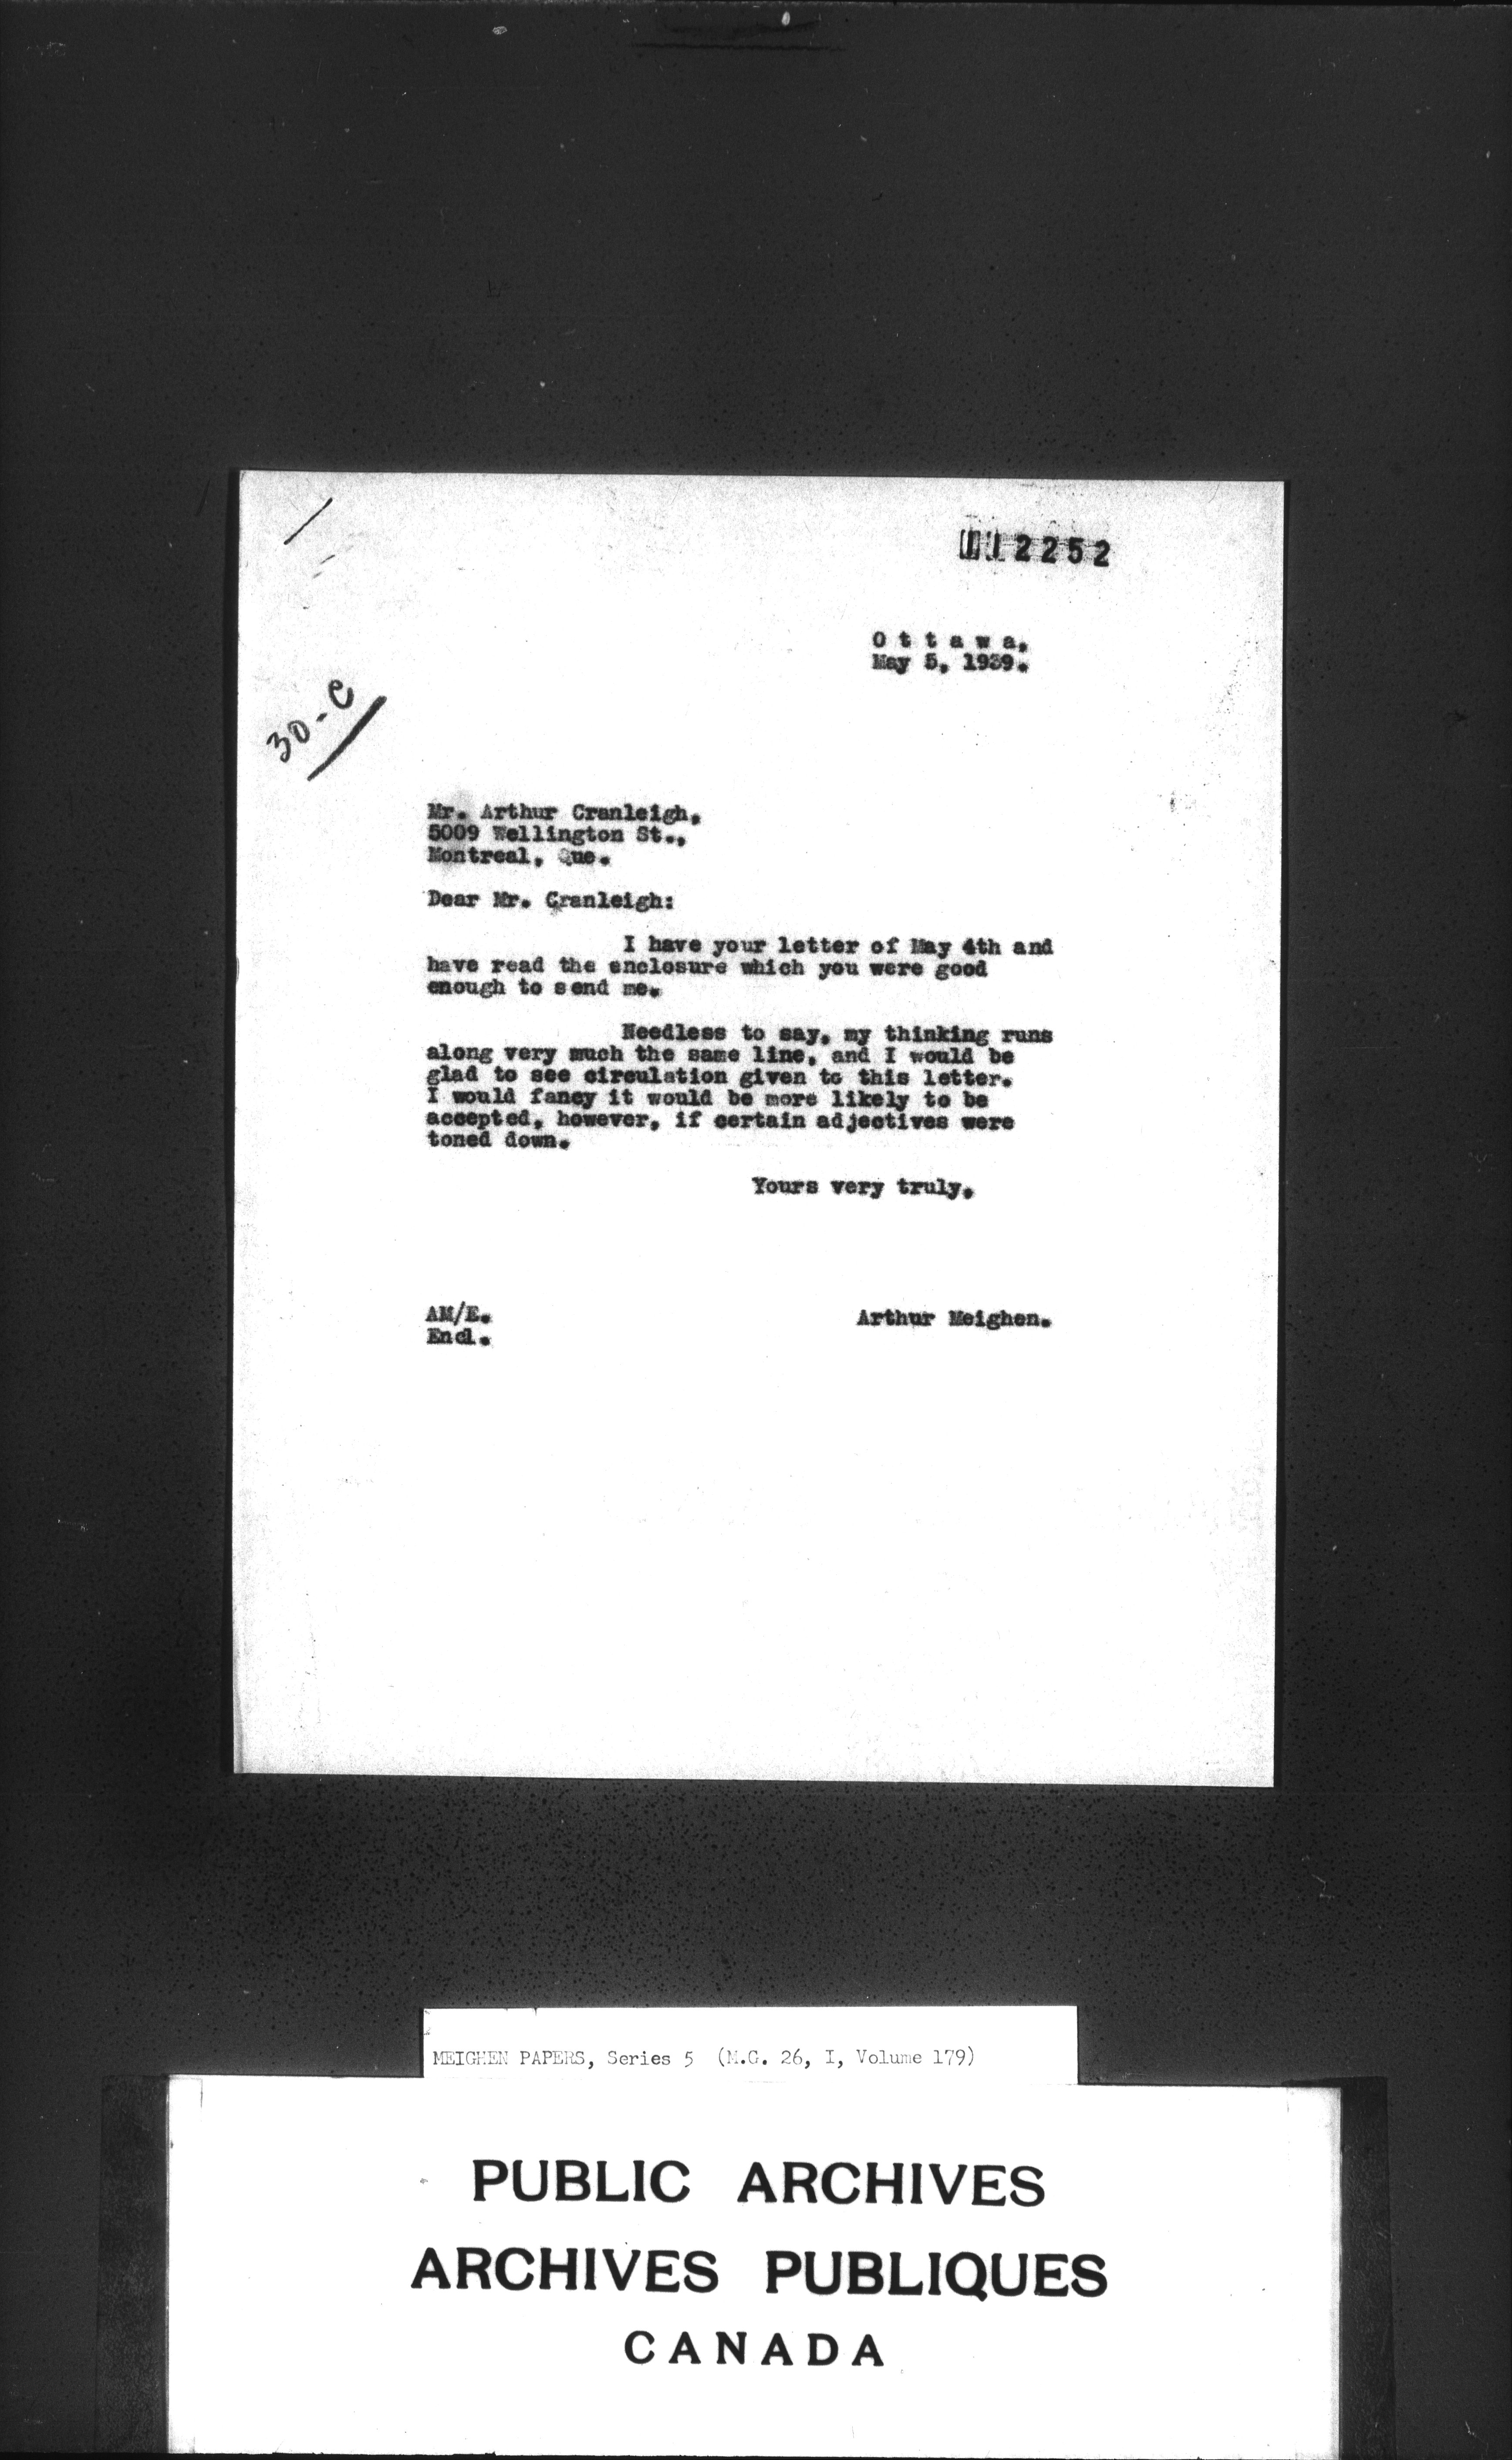 112252
O t t a w a,
May 5, 1939.
30-C
Mr. Arthur Cranleigh,
5009 Wellington St.,
Montreal, Que.
Dear Mr. Cranleigh:
I have your letter of May 4th and
have read the enclosure which you were good
enough to send me.
Needless to say, my thinking runs
along very much the same line, and I would be
glad to see circulation given to this letter.
I would fancy it would be more likely to be
accepted, however, if certain adjectives were
toned down.
Yours very truly,
AM/E.
Arthur Meighen.
Encl.
MEIGHEN PAPERS, Series 5 (M.G. 26, I, Volume 179)
PUBLIC ARCHIVES
ARCHIVES PUBLIQUES
CANADA